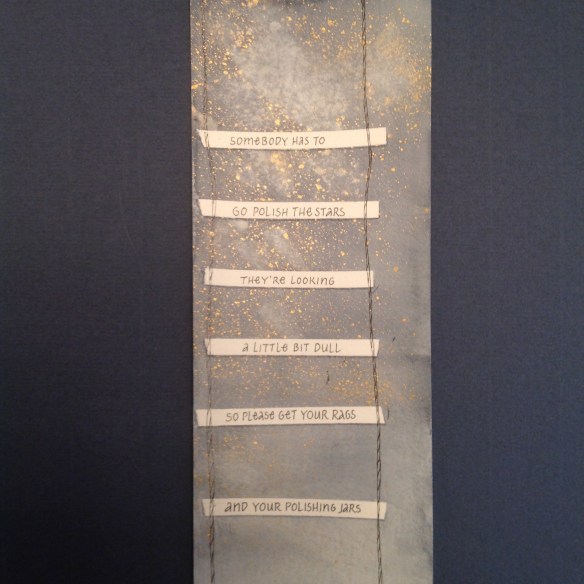 SOMEBODY HAS TO
GO POLISH THE STARS
THEY'RE LOOKING
A LITTLE BIT DULL
SO PLEASE GET YOUR RAGS
AND YOUR POLISHING JARS